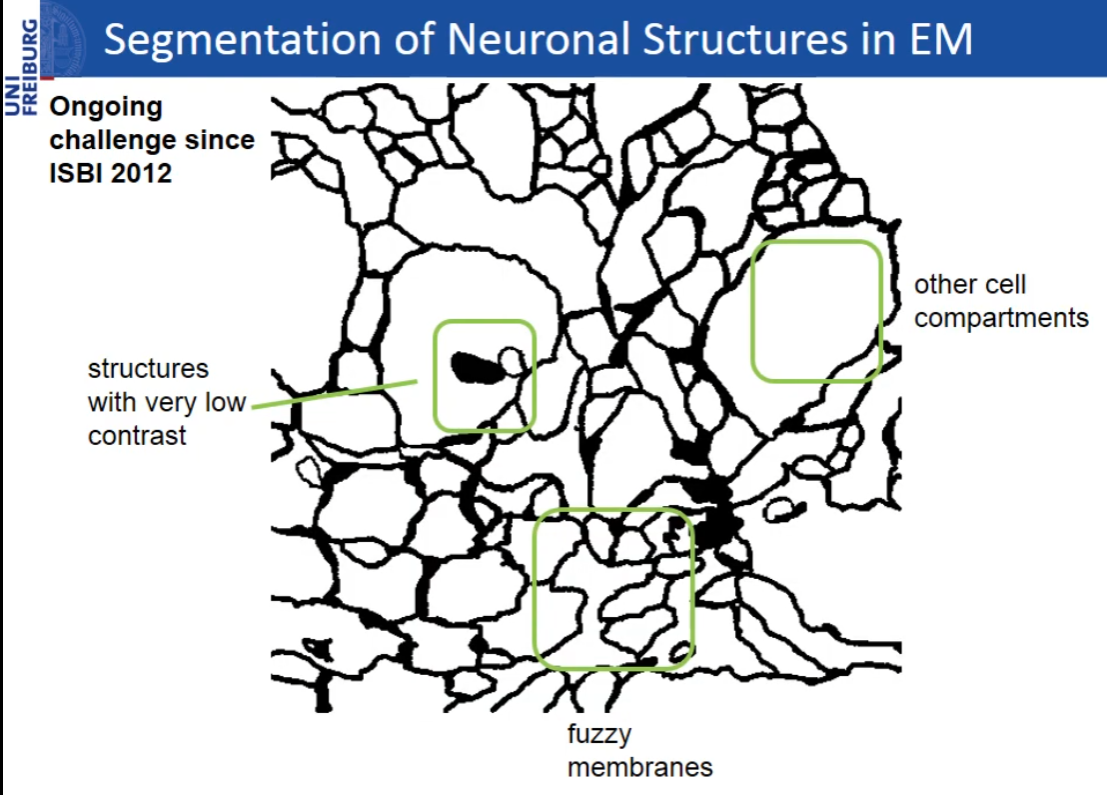 Segmentation of Neuronal Structures in EM
UNI
FREIBURG
Ongoing
challenge since
ISBI 2012
other cell
compartments
structures
with very low
contrast
fuzzy
membranes